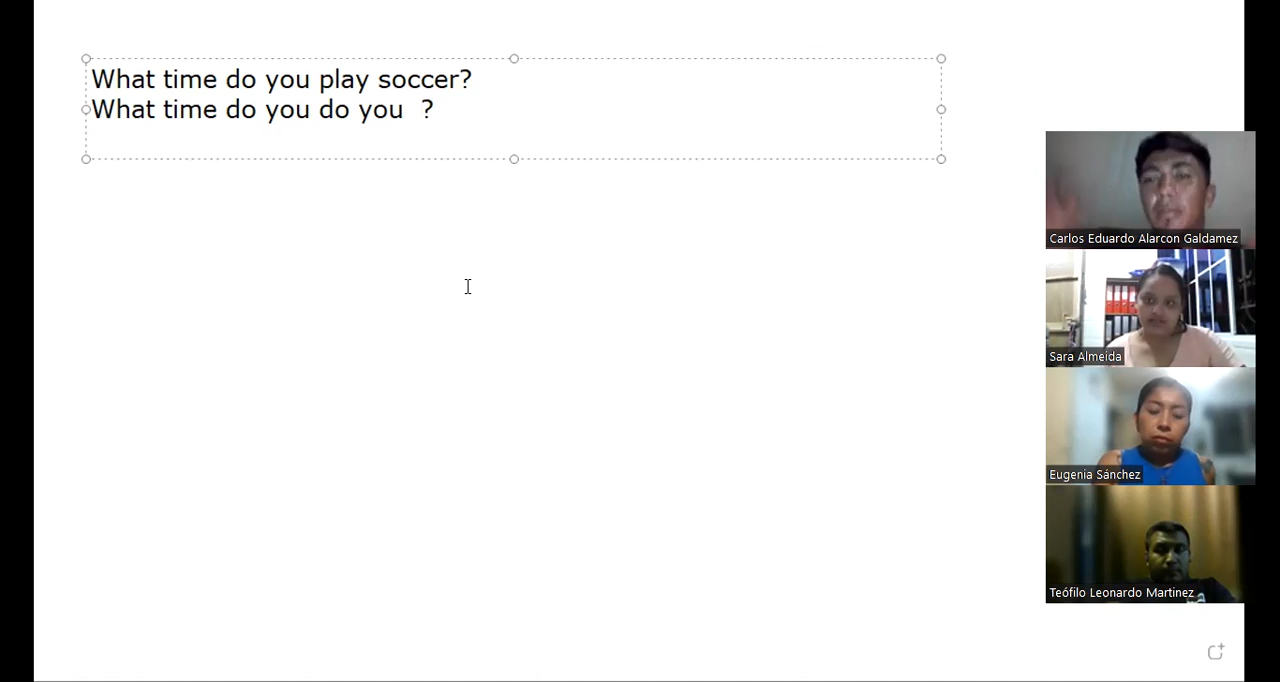 What time do you play soccer?
What time do you do you  ?
Carlos Eduardo Alarcon Galdamez
Sara Almeida
Eugenia Sánchez
Teófilo Leonardo Martinez